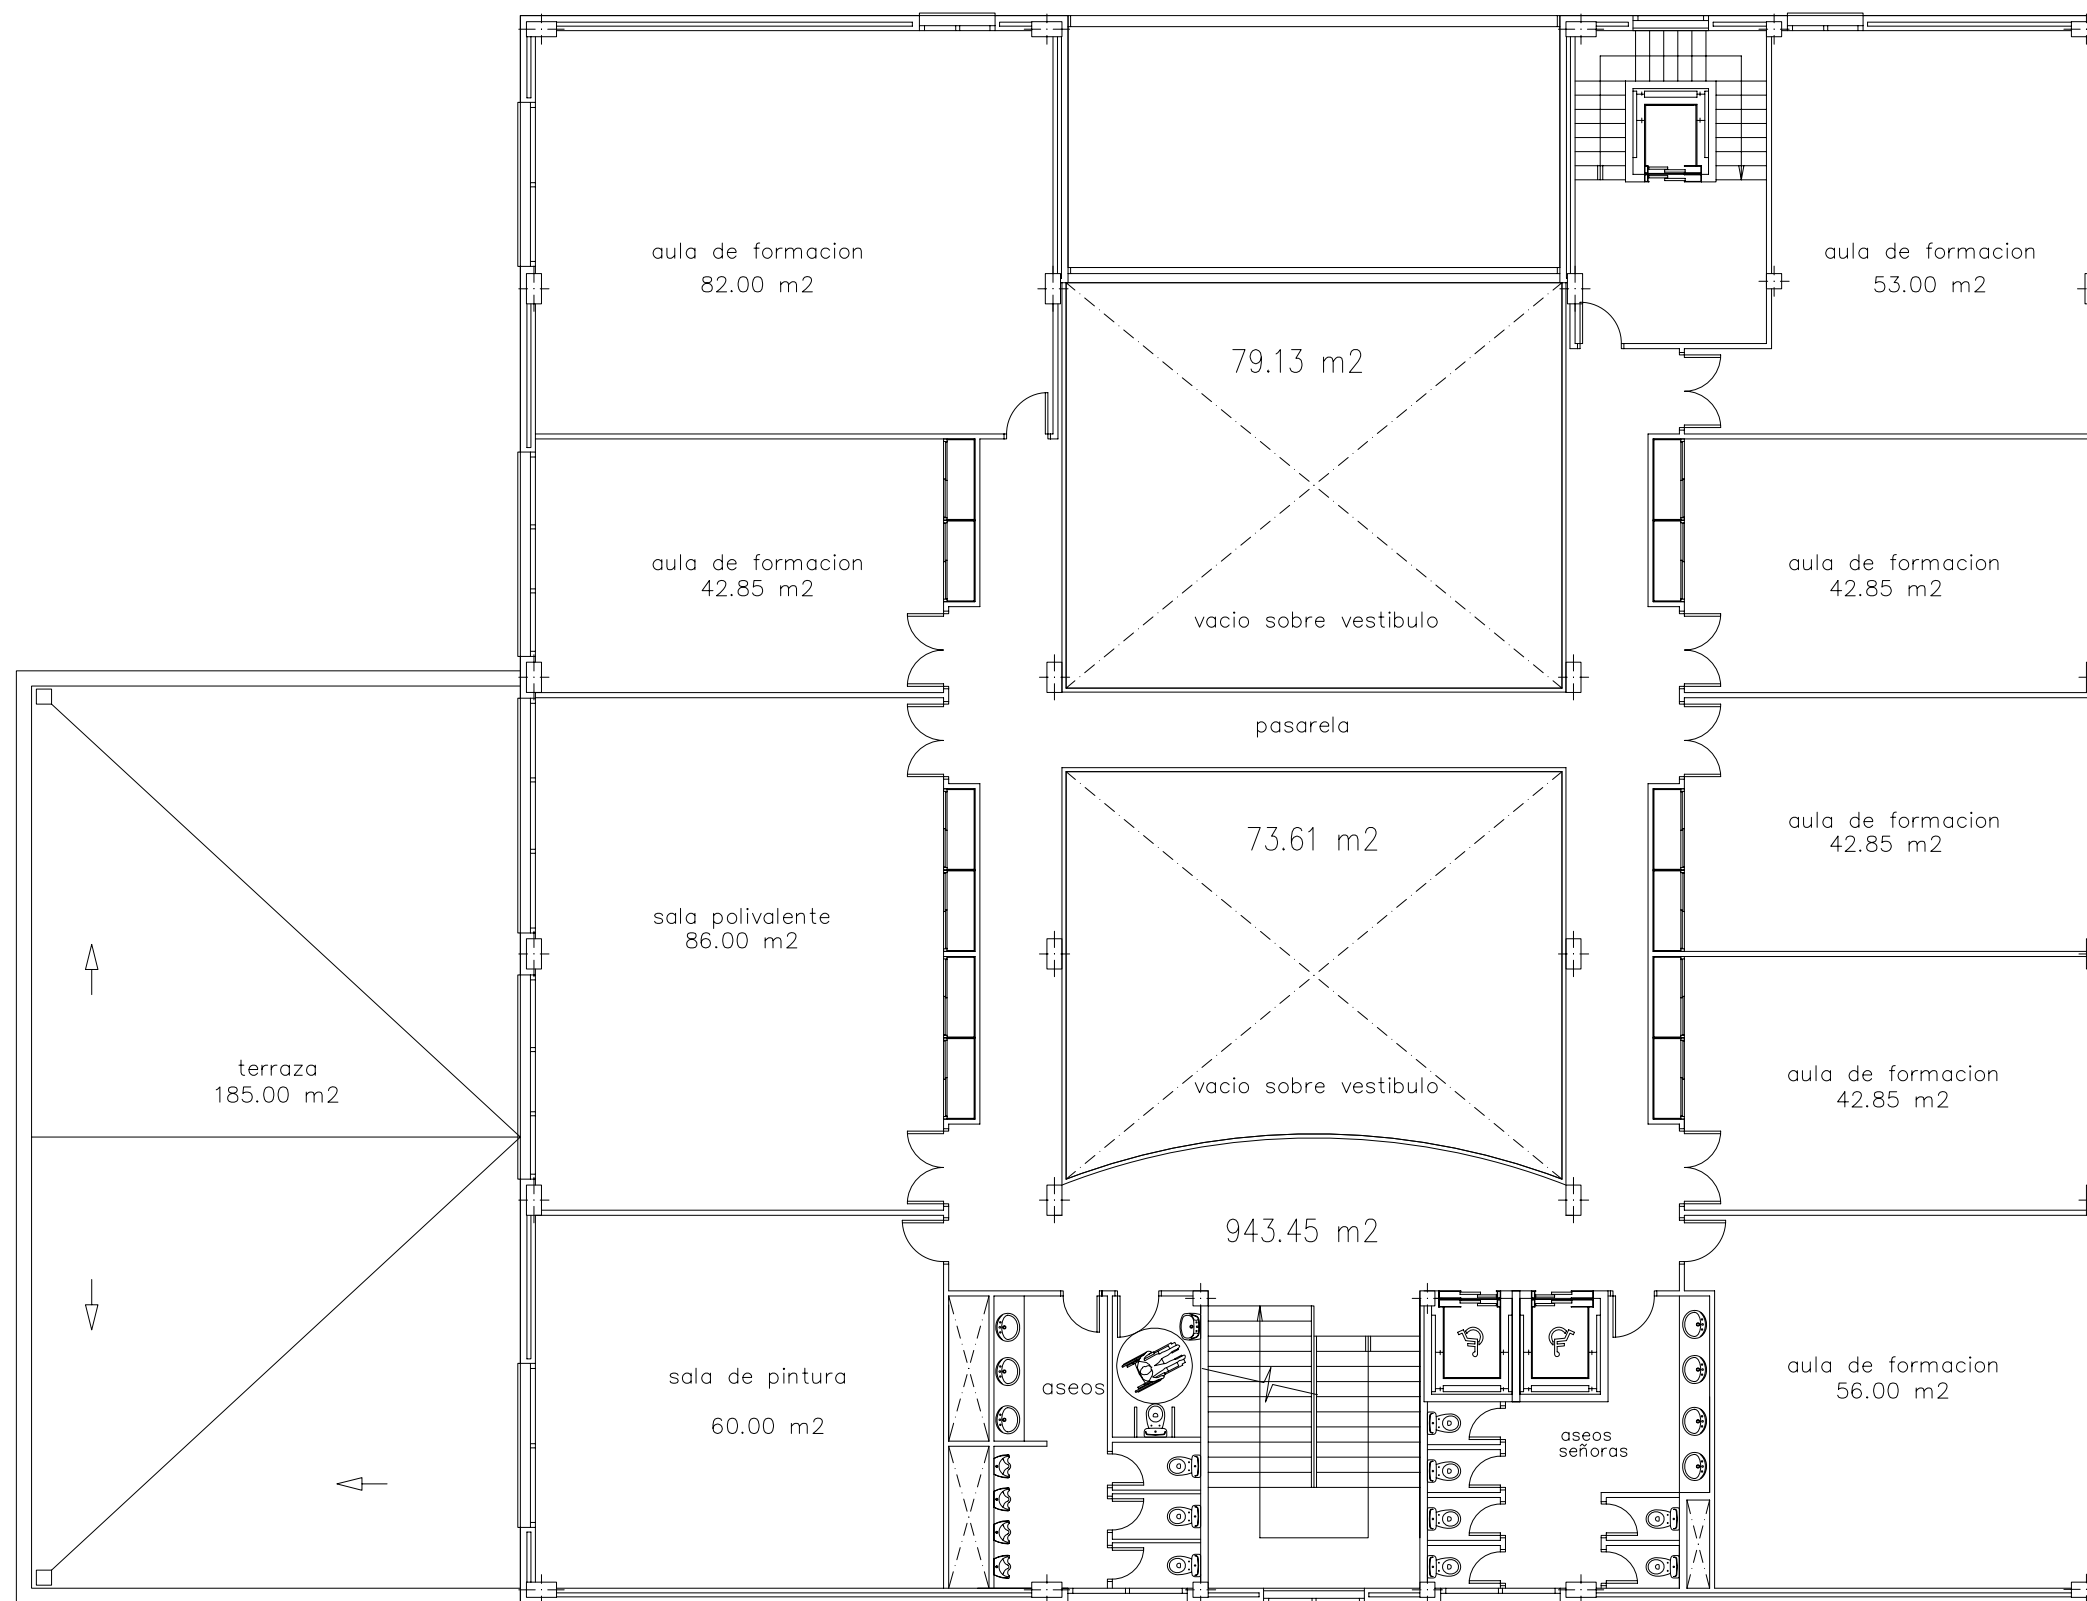 aula de formacion
82.00 m2
aula de formacion
53.00 m2
79.13 m2
aula de formacion
42.85 m2
vacio sobre vestibulo
aula de formacion
42.85 m2
pasarela
73.61 m2
aula de formacion
42.85 m2
sala polivalente
86.00 m2
terraza
185.00 m2
vacio sobre vestibulo
aula de formacion
42.85 m2
943.45 m2
sala de pintura
60.00 m2
aseos
aseos
señoras
aula de formacion
56.00 m2